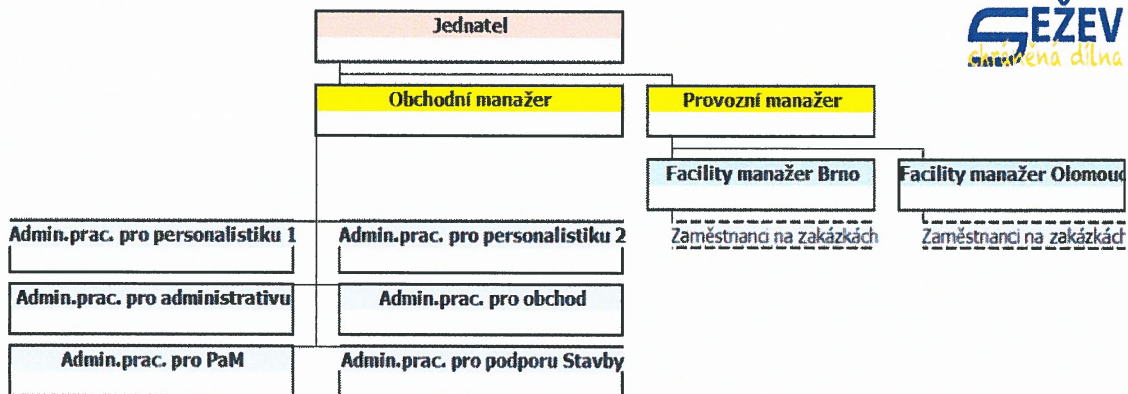 Jednatel
SEŽEV
chráněná dílna
Obchodní manažer
Provozní manažer
Facility manažer Brno
Facility manažer Olomouc
Admin.prac. pro personalistiku 1
Admin.prac. pro personalistiku 2
Zaměstnanci na zakázkách
Zaměstnanci na zakázkách
Admin.prac. pro administrativu
Admin.prac. pro obchod
Admin.prac. pro PaM
Admin.prac. pro podporu Stavby